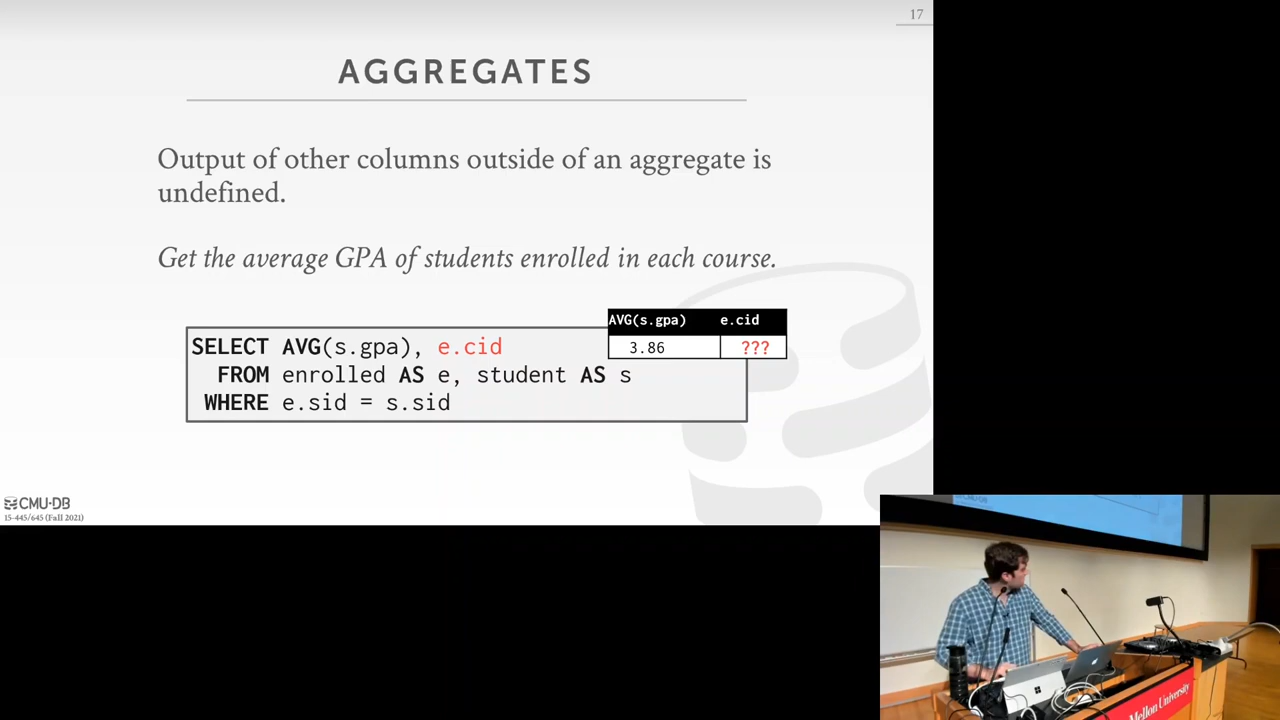 17
AGGREGATES
Output of other columns outside of an aggregate is
undefined.
Get the average GPA of students enrolled in each course.
AVG(s.gpa) e.cid
3.86 ???
SELECT AVG(s.gpa), e.cid
FROM enrolled AS e, student AS s
WHERE e.sid = s.sid
CMU·DB
15-445/645 (Fall 2021)
Mellon University